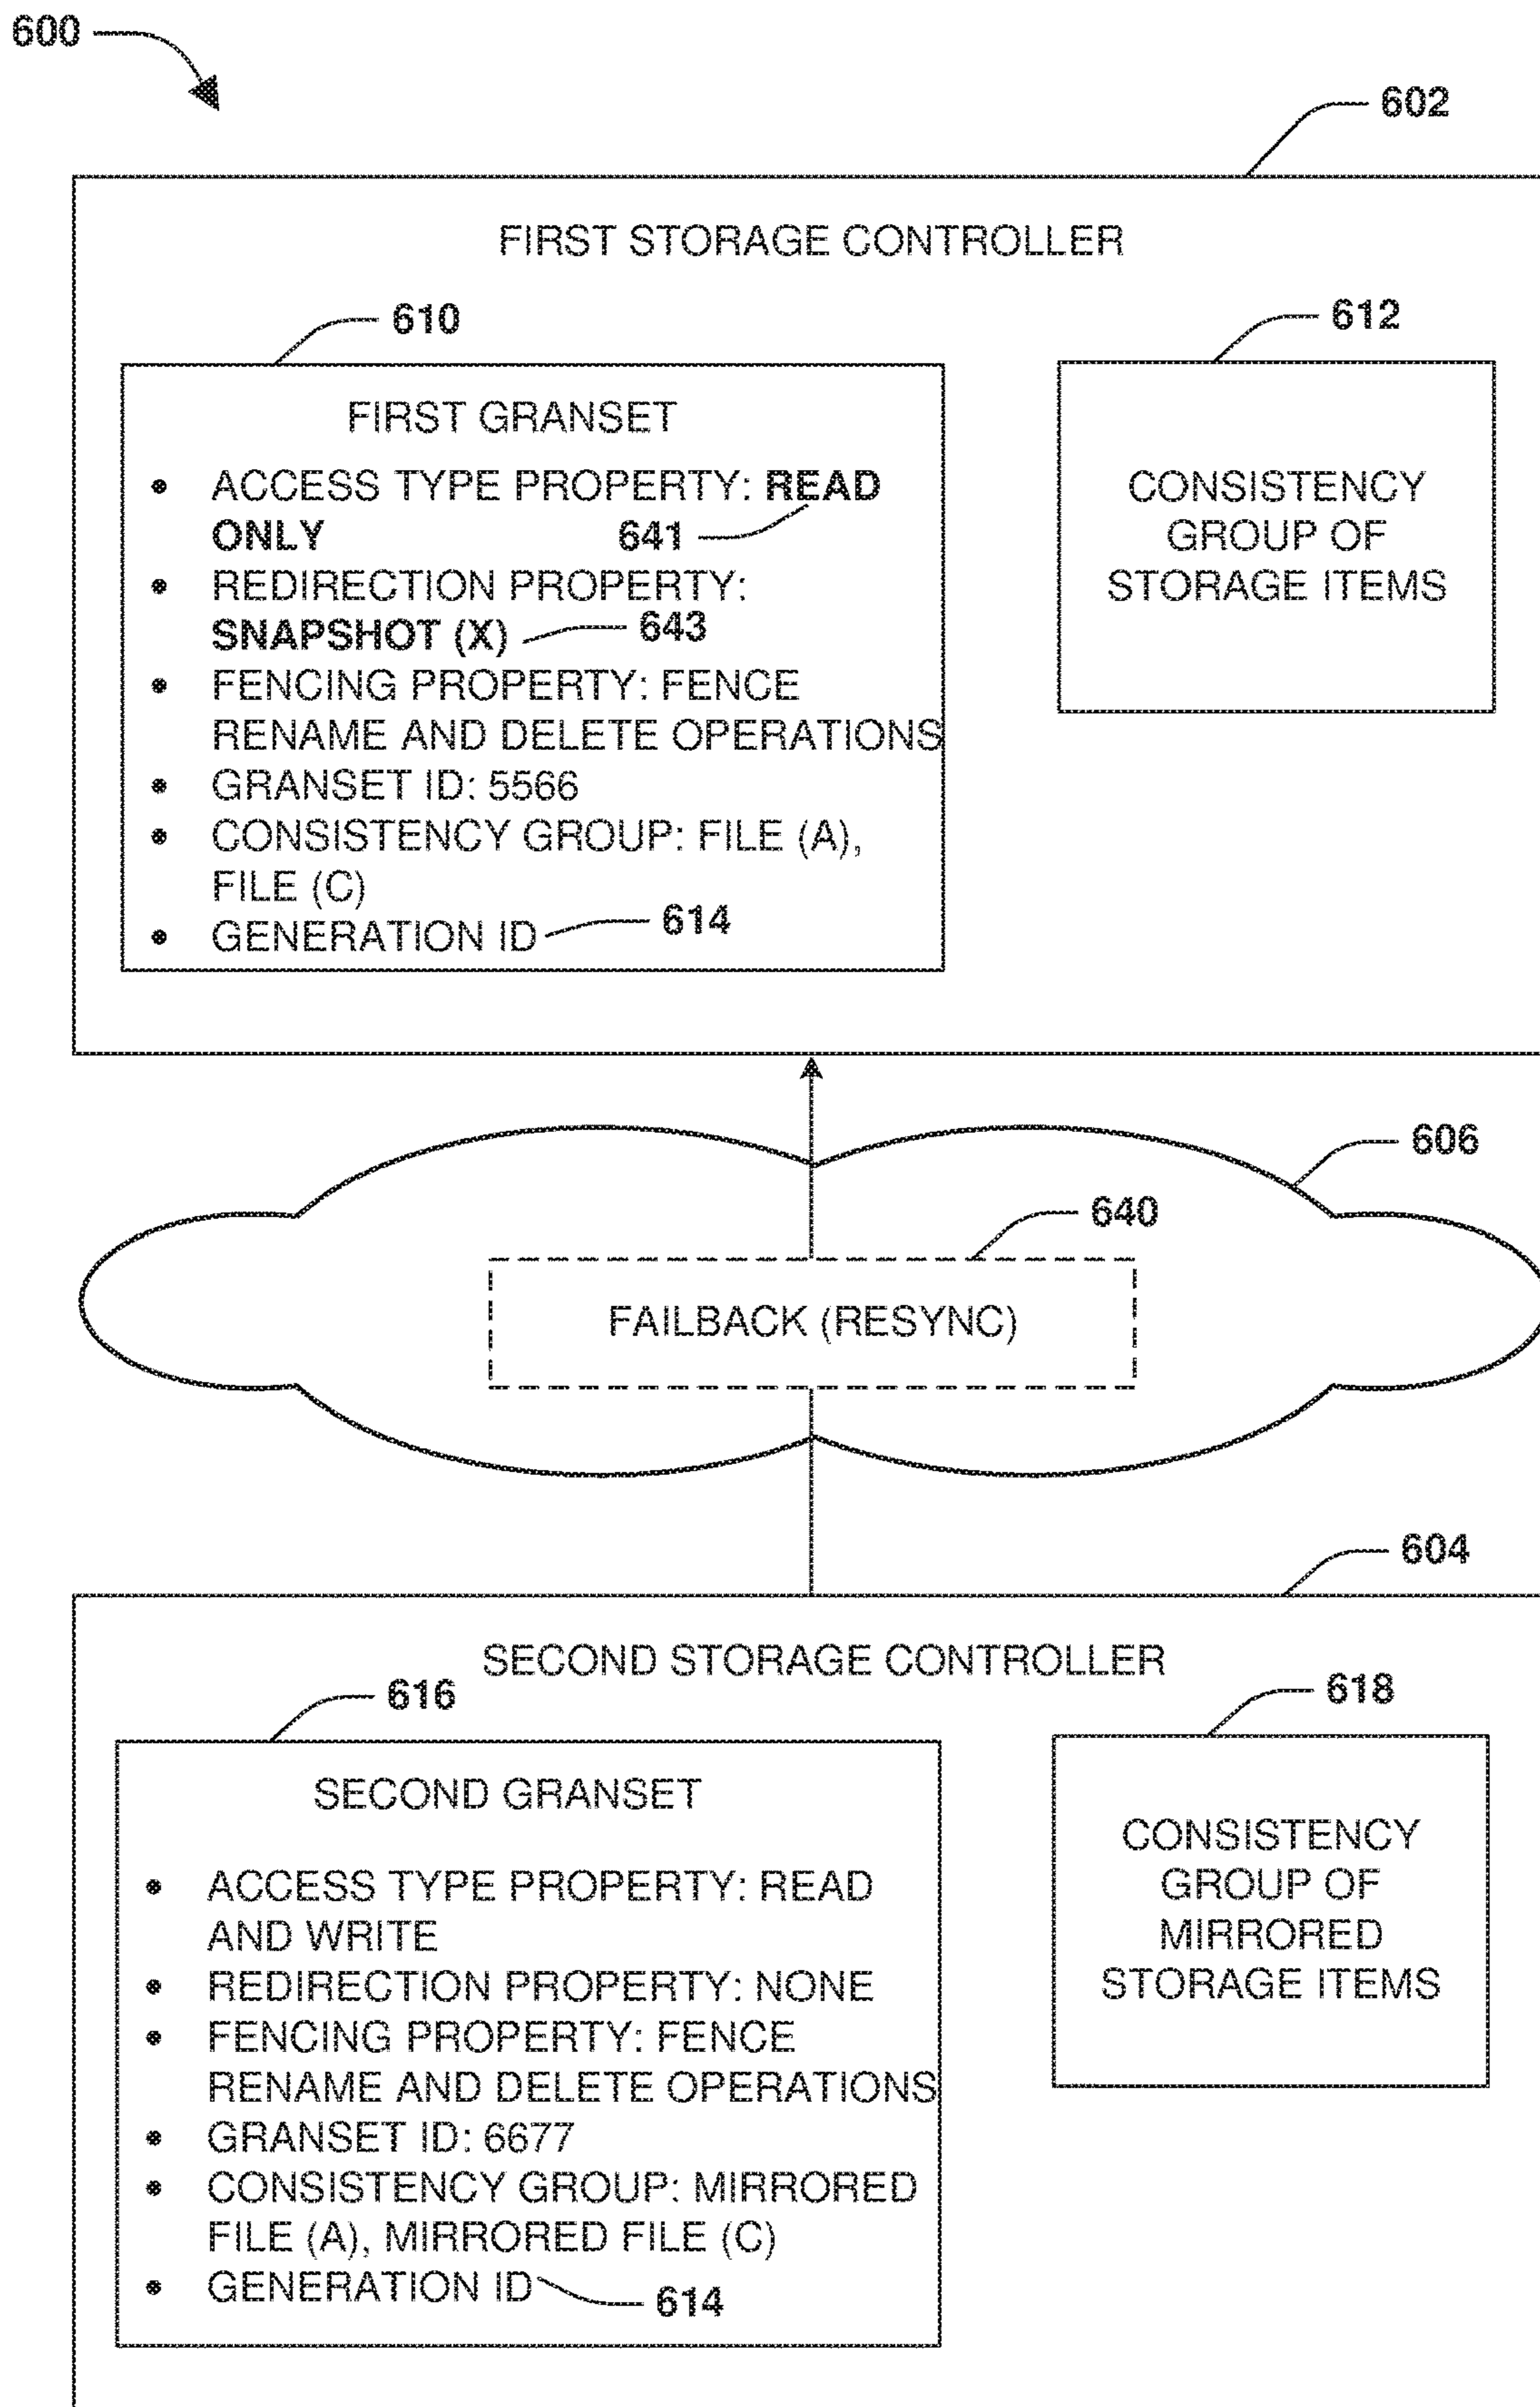 600
602
FIRST STORAGE CONTROLLER
610
612
FIRST GRANSET
• ACCESS TYPE PROPERTY: READ
ONLY
641
• REDIRECTION PROPERTY:
SNAPSHOT (X)
643
• FENCING PROPERTY: FENCE
RENAME AND DELETE OPERATIONS
• GRANSET ID: 5566
• CONSISTENCY GROUP: FILE (A),
FILE (C)
• GENERATION ID
614
CONSISTENCY
GROUP OF
STORAGE ITEMS
606
640
FAILBACK (RESYNC)
604
SECOND STORAGE CONTROLLER
616
618
SECOND GRANSET
• ACCESS TYPE PROPERTY: READ
AND WRITE
• REDIRECTION PROPERTY: NONE
• FENCING PROPERTY: FENCE
RENAME AND DELETE OPERATIONS
• GRANSET ID: 6677
• CONSISTENCY GROUP: MIRRORED
FILE (A), MIRRORED FILE (C)
• GENERATION ID
614
CONSISTENCY
GROUP OF
MIRRORED
STORAGE ITEMS